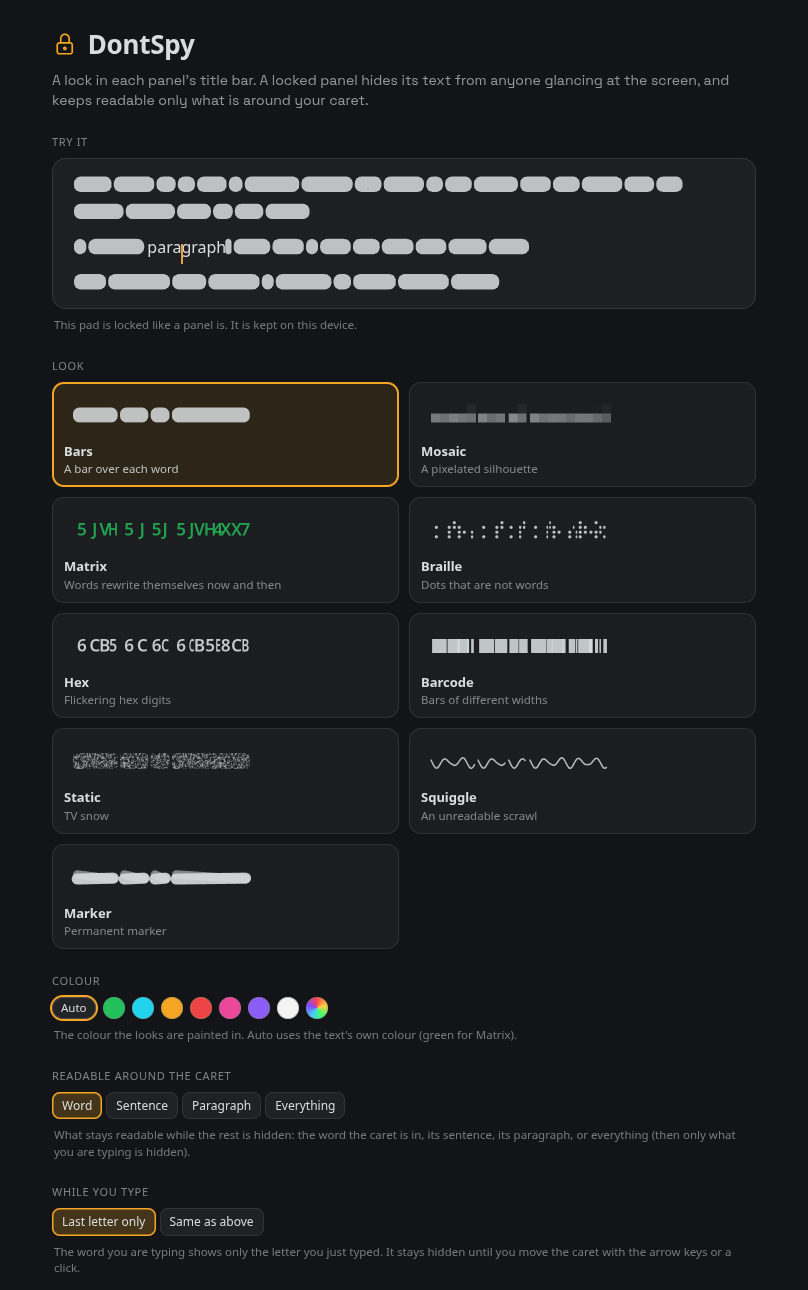 DontSpy
A lock in each panel's title bar. A locked panel hides its text from anyone glancing at the screen, and
keeps readable only what is around your caret.
TRY IT
paragraph
This pad is locked like a panel is. It is kept on this device.
LOOK
Bars
A bar over each word
Mosaic
A pixelated silhouette
Matrix
Words rewrite themselves now and then
Braille
Dots that are not words
Hex
Flickering hex digits
Barcode
Bars of different widths
Static
TV snow
Squiggle
An unreadable scrawl
Marker
Permanent marker
COLOUR
Auto
The colour the looks are painted in. Auto uses the text's own colour (green for Matrix).
READABLE AROUND THE CARET
Word Sentence Paragraph Everything
What stays readable while the rest is hidden: the word the caret is in, its sentence, its paragraph, or everything (then only what
you are typing is hidden).
WHILE YOU TYPE
Last letter only Same as above
The word you are typing shows only the letter you just typed. It stays hidden until you move the caret with the arrow keys or a
click.